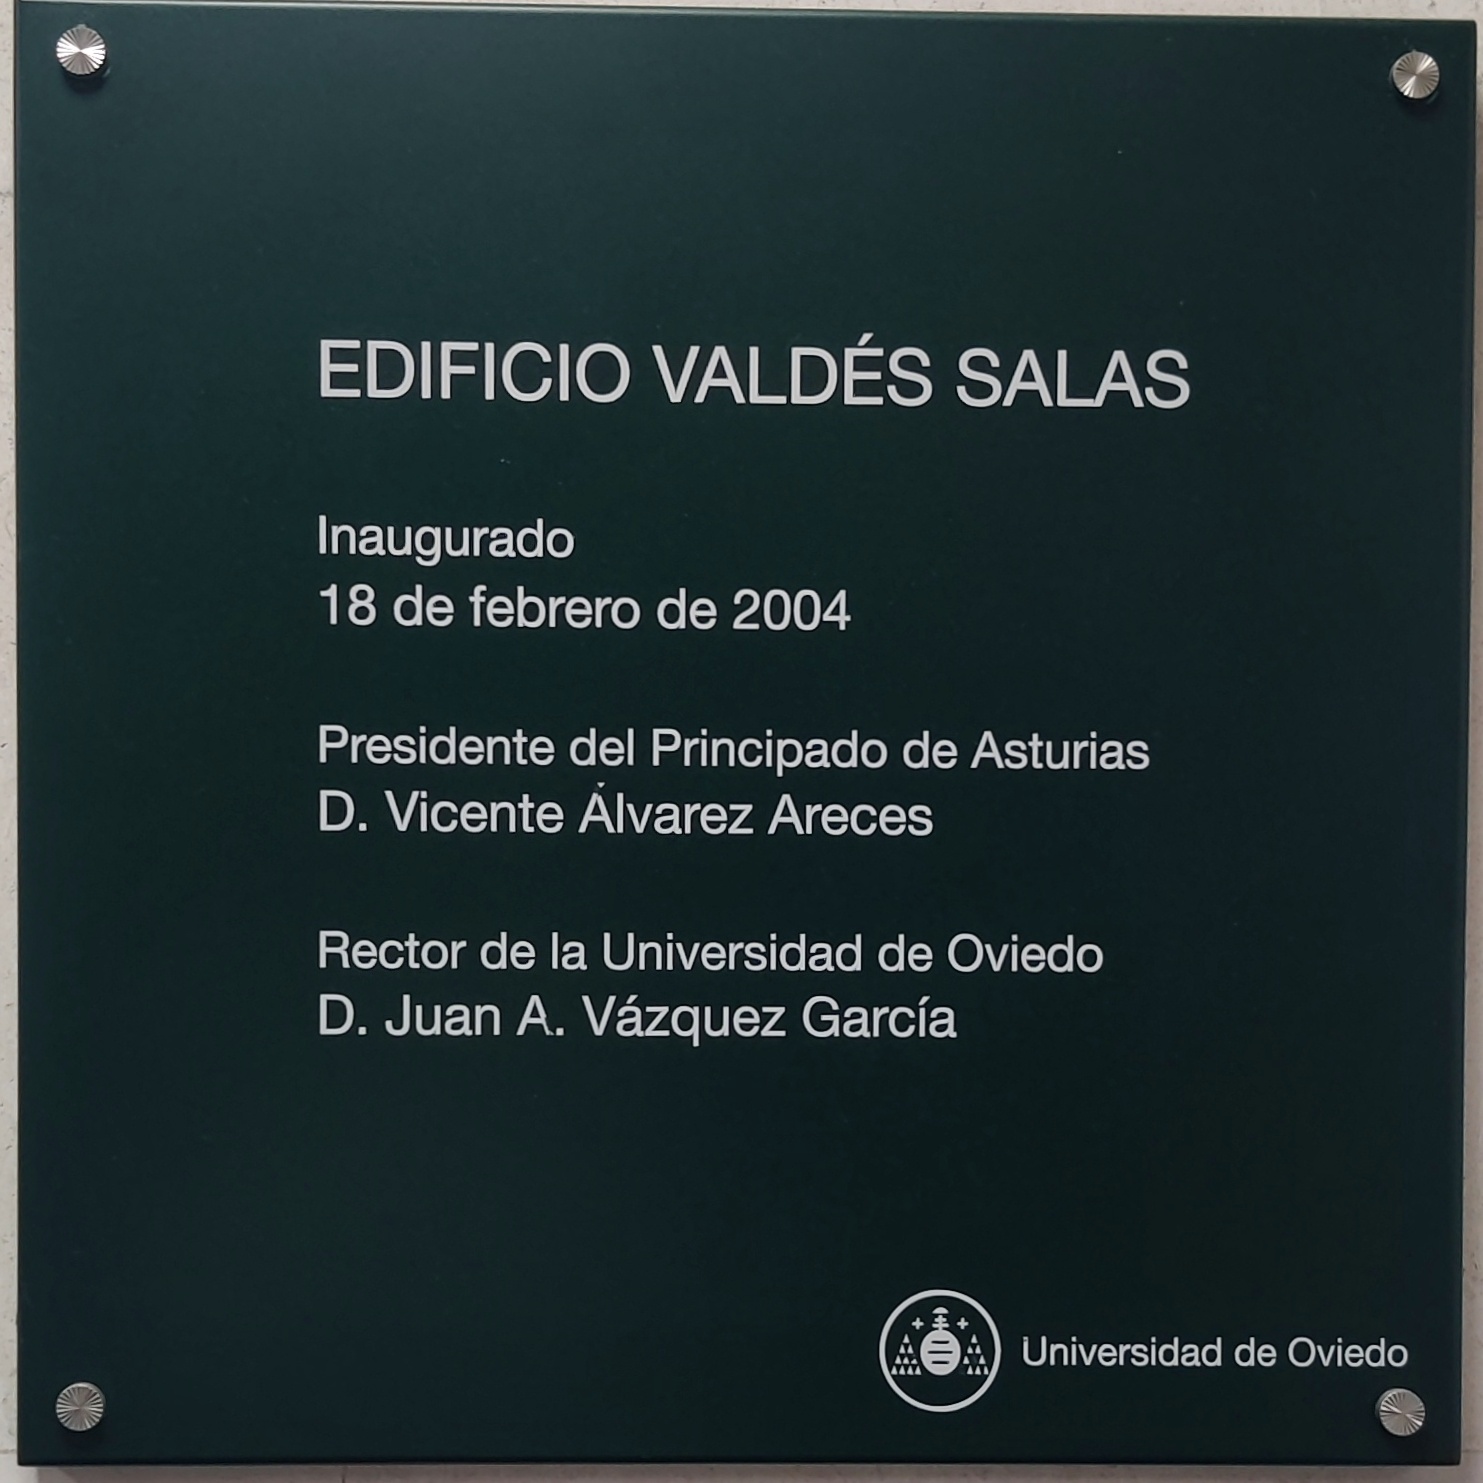 EDIFICIO VALDÉS SALAS
Inaugurado
18 de febrero de 2004
Presidente del Principado de Asturias
D. Vicente Álvarez Areces
Rector de la Universidad de Oviedo
D. Juan A. Vázquez García
Universidad de Oviedo